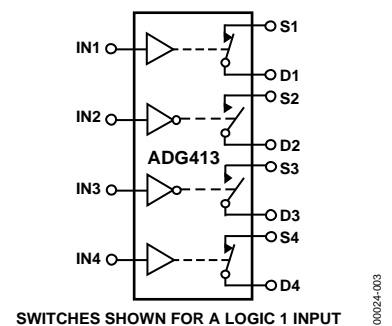 S1
IN1
D1
S2
IN2
D2
ADG413
S3
IN3
D3
S4
IN4
D4
SWITCHES SHOWN FOR A LOGIC 1 INPUT
00024-003